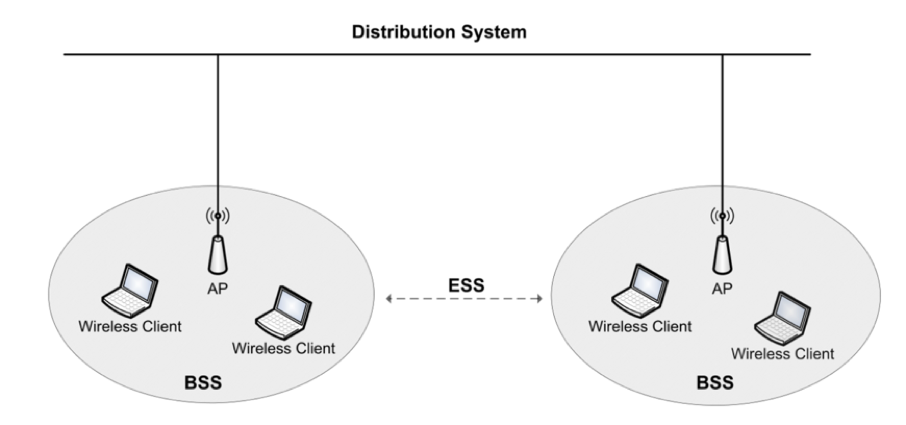 Distribution System
AP
Wireless Client
Wireless Client
BSS
ESS
AP
Wireless Client
Wireless Client
BSS